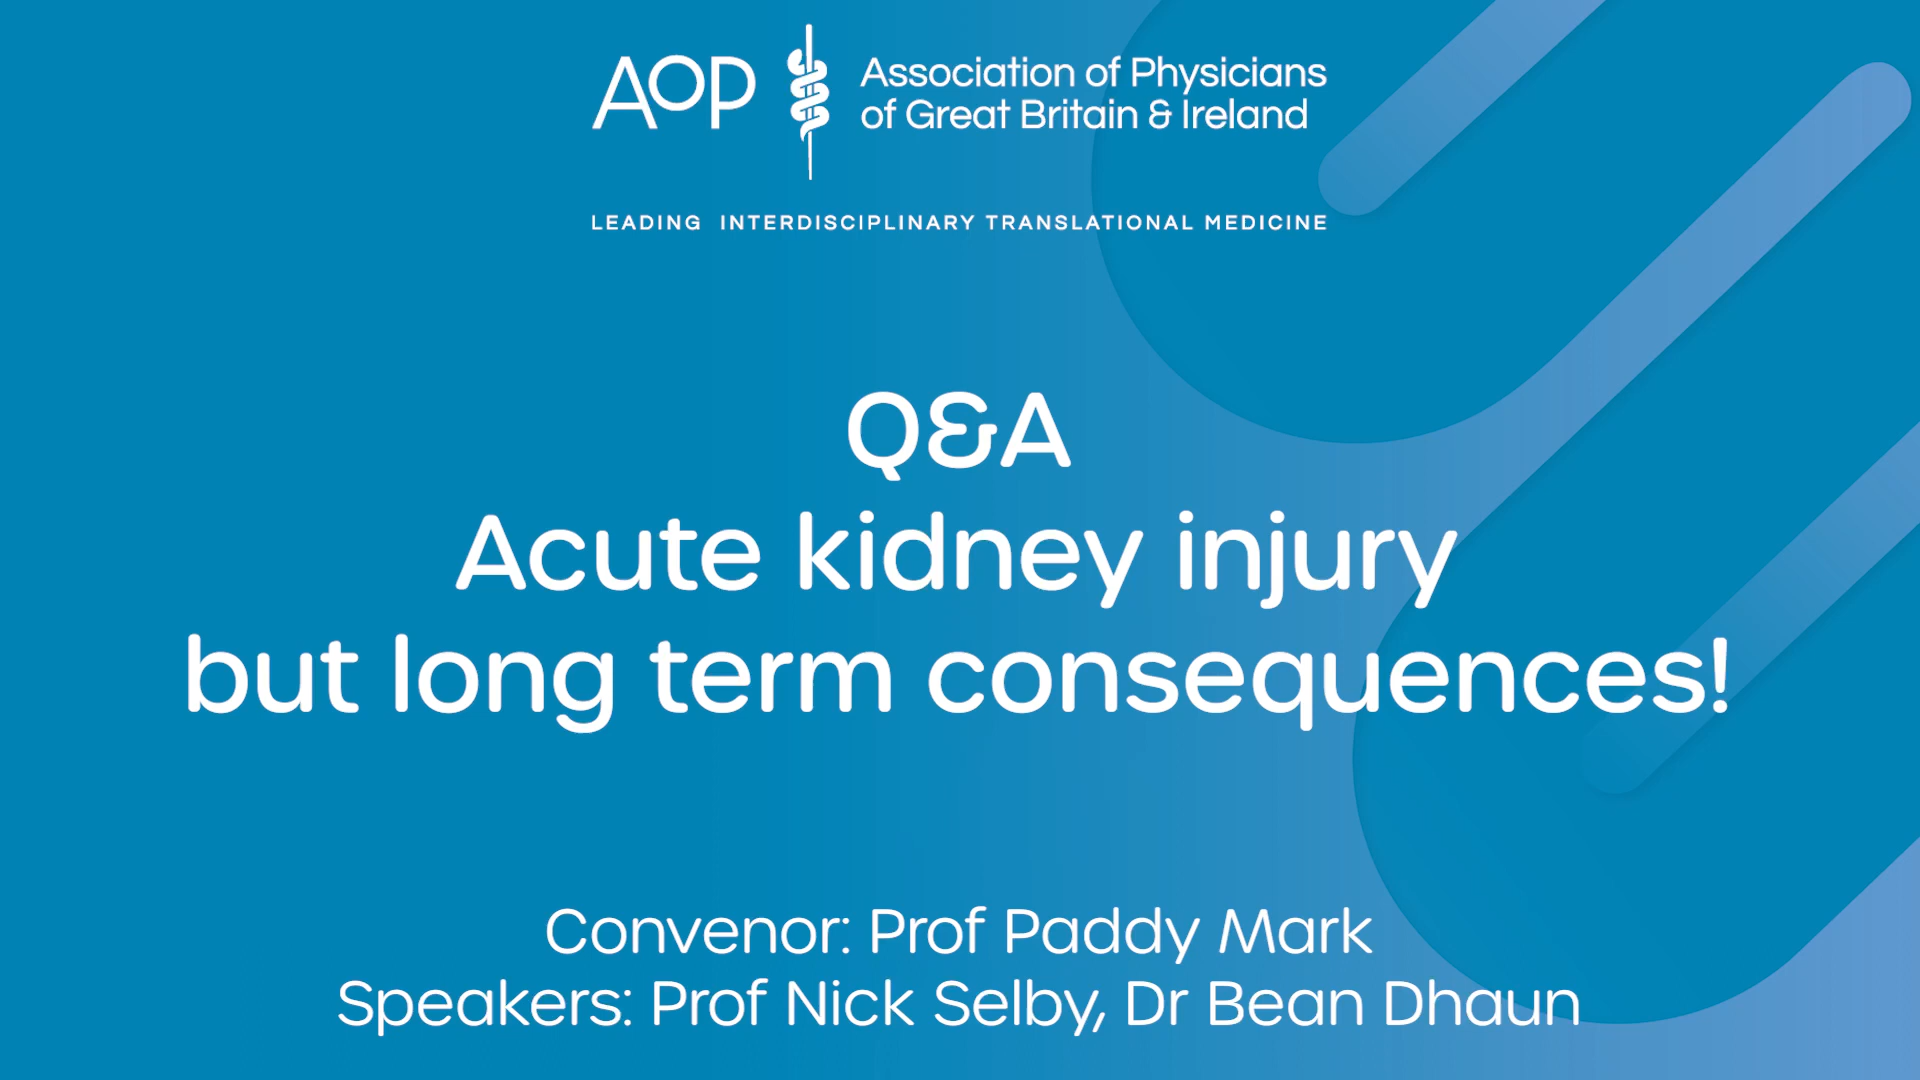 AOP
Association of Physicians
of Great Britain & Ireland
LEADING INTERDISCIPLINARY TRANSLATIONAL MEDICINE
Q&A
Acute kidney injury
but long term consequences!
Convenor: Prof Paddy Mark
Speakers: Prof Nick Selby, Dr Bean Dhaun